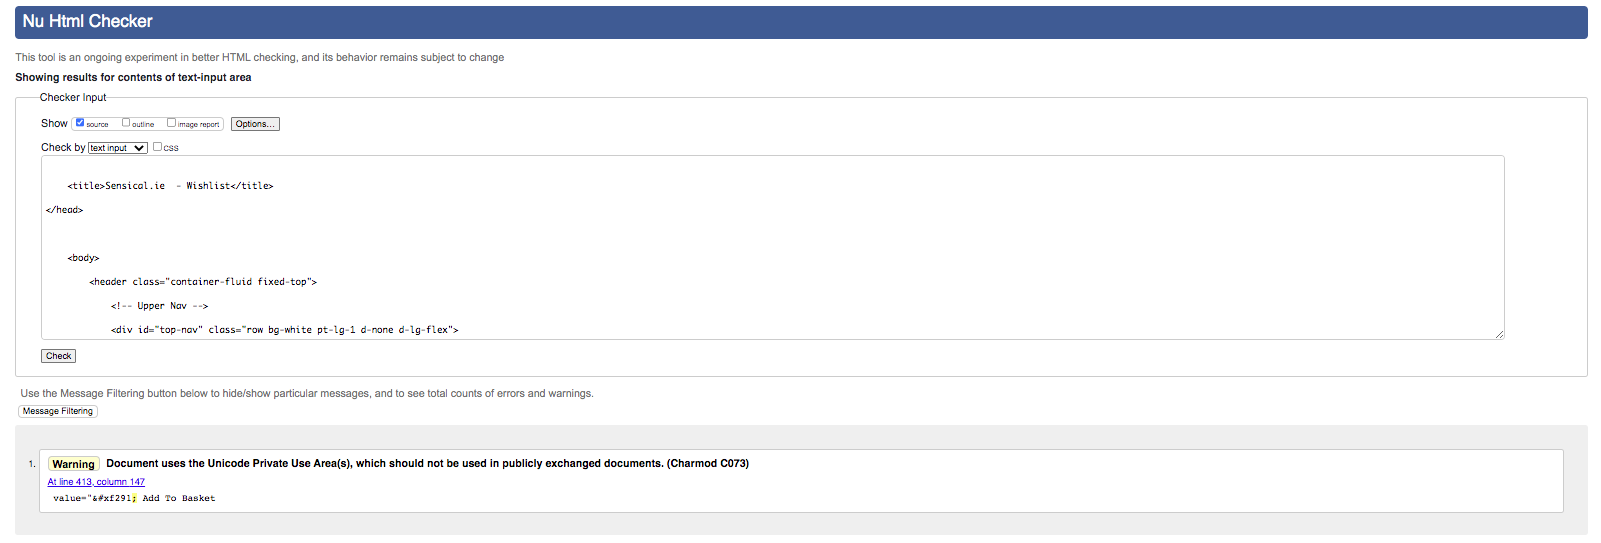 Nu Html Checker
This tool is an ongoing experiment in better HTML checking, and its behavior remains subject to change
Showing results for contents of text-input area
Checker Input
Show source outline image report Options...
Check by text input css
<title>Sensical.ie  - Wishlist</title>
</head>
<body>
<header class="container-fluid fixed-top">
<!-- Upper Nav -->
<div id="top-nav" class="row bg-white pt-lg-1 d-none d-lg-flex">
Check
Use the Message Filtering button below to hide/show particular messages, and to see total counts of errors and warnings.
Message Filtering
1. Warning Document uses the Unicode Private Use Area(s), which should not be used in publicly exchanged documents. (Charmod C073)
At line 413, column 147
value="&#xf291; Add To Basket